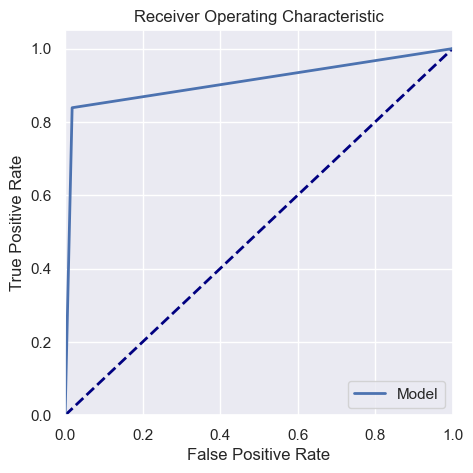 Receiver Operating Characteristic
True Positive Rate
1.0
0.8
0.6
0.4
0.2
0.0
Model
0.0 0.2 0.4 0.6 0.8 1.0
False Positive Rate